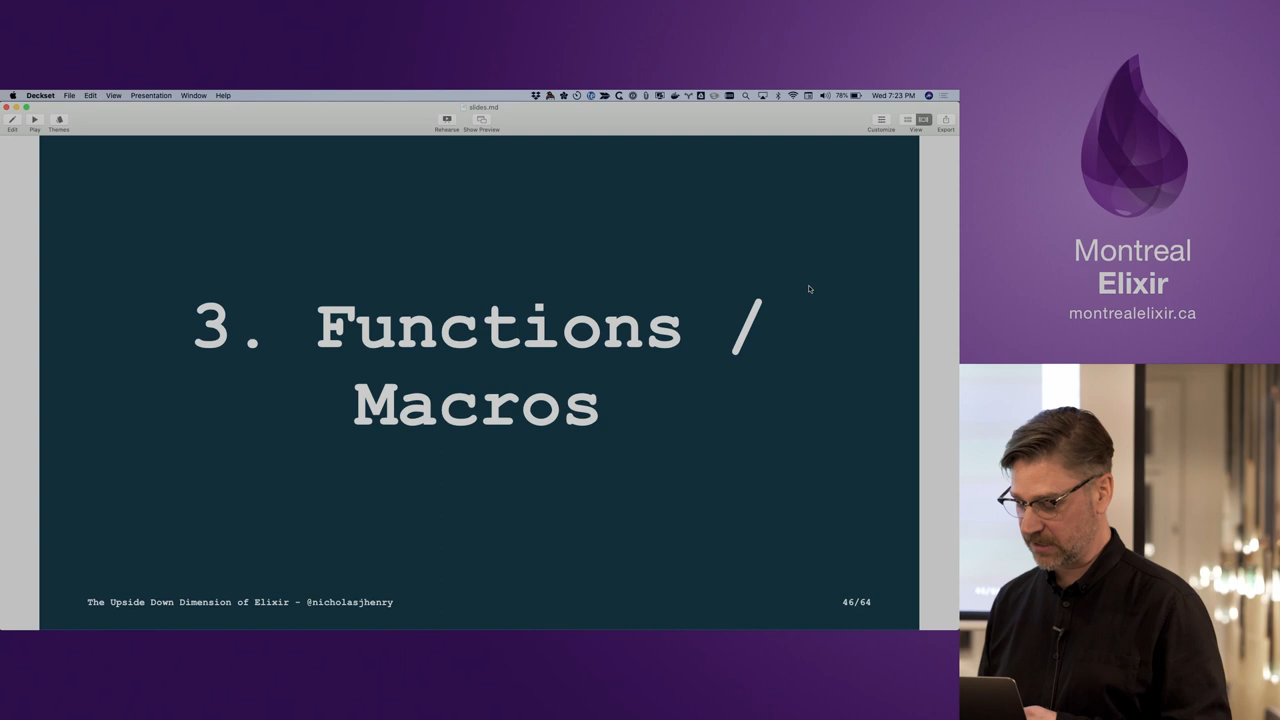 Deckset File Edit View Presentation Window Help
78% Wed 7:23 PM
slides.md
Edit Play Themes Rehearse Show Preview Customize View Export
3. Functions /
Macros
The Upside Down Dimension of Elixir - @nicholasjhenry 46/64
Montreal
Elixir
montrealelixir.ca